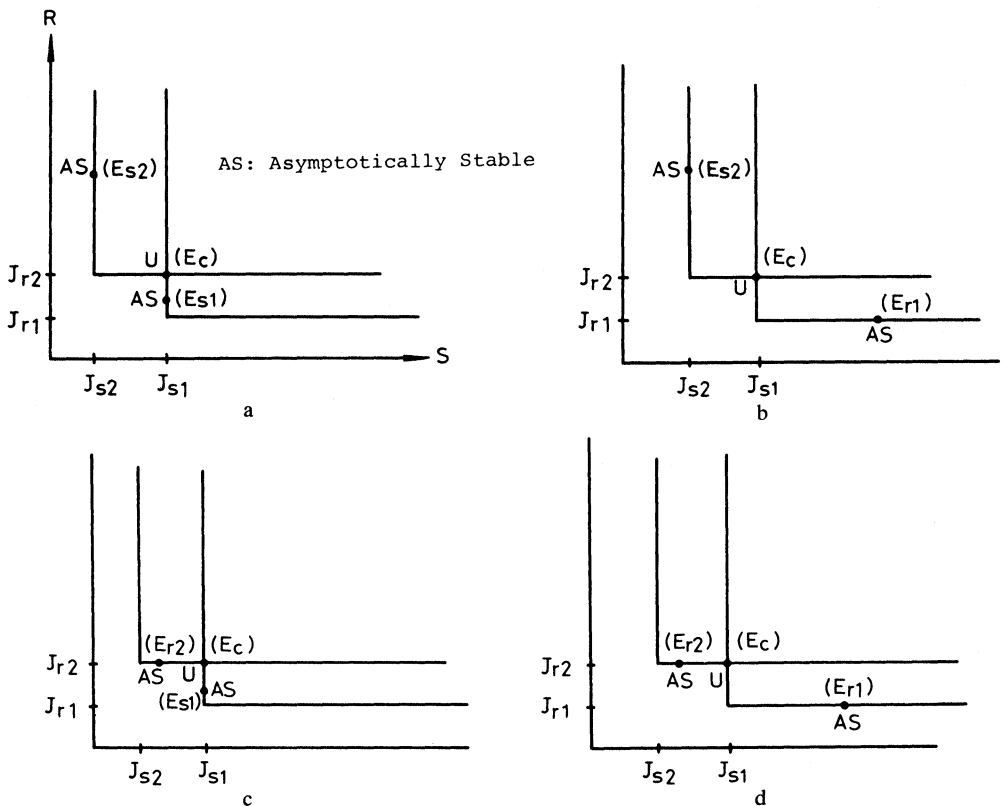 R
AS (Es2)
AS: Asymptotically Stable
U (Ec)
Jr2
AS (Es1)
Jr1
S
Js2 Js1
a
AS (Es2)
(Ec)
Jr2
U
(Er1)
Jr1
AS
Js2 Js1
b
(Er2) (Ec)
Jr2
AS U
AS
(Es1)
Jr1
Js2 Js1
c
(Er2) (Ec)
Jr2
AS U
(Er1)
Jr1
AS
Js2 Js1
d